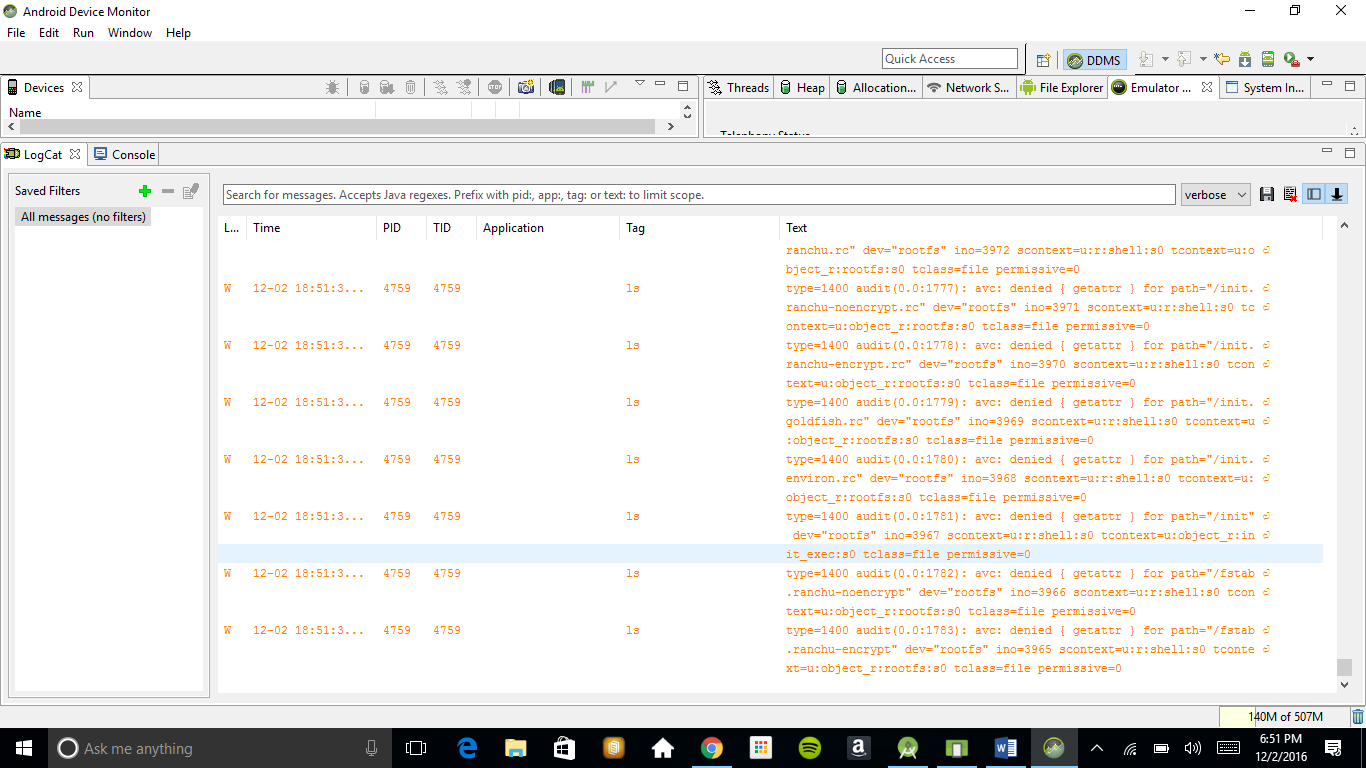 Android Device Monitor
File Edit Run Window Help
Quick Access
DDMS
Devices
Threads Heap Allocation... Network S... File Explorer Emulator ... System In...
Name
Telephony Status
LogCat Console
Saved Filters
Search for messages. Accepts Java regexes. Prefix with pid:, app:, tag: or text: to limit scope.
verbose
All messages (no filters)
L... Time PID TID Application Tag Text
ranchu.rc" dev="rootfs" ino=3972 scontext=u:r:shell:s0 tcontext=u:o
bject_r:rootfs:s0 tclass=file permissive=0
W 12-02 18:51:3... 4759 4759 ls type=1400 audit(0.0:1777): avc: denied { getattr } for path="/init.
ranchu-noencrypt.rc" dev="rootfs" ino=3971 scontext=u:r:shell:s0 tc
ontext=u:object_r:rootfs:s0 tclass=file permissive=0
W 12-02 18:51:3... 4759 4759 ls type=1400 audit(0.0:1778): avc: denied { getattr } for path="/init.
ranchu-encrypt.rc" dev="rootfs" ino=3970 scontext=u:r:shell:s0 tcon
text=u:object_r:rootfs:s0 tclass=file permissive=0
W 12-02 18:51:3... 4759 4759 ls type=1400 audit(0.0:1779): avc: denied { getattr } for path="/init.
goldfish.rc" dev="rootfs" ino=3969 scontext=u:r:shell:s0 tcontext=u
:object_r:rootfs:s0 tclass=file permissive=0
W 12-02 18:51:3... 4759 4759 ls type=1400 audit(0.0:1780): avc: denied { getattr } for path="/init.
environ.rc" dev="rootfs" ino=3968 scontext=u:r:shell:s0 tcontext=u:
object_r:rootfs:s0 tclass=file permissive=0
W 12-02 18:51:3... 4759 4759 ls type=1400 audit(0.0:1781): avc: denied { getattr } for path="/init"
dev="rootfs" ino=3967 scontext=u:r:shell:s0 tcontext=u:object_r:in
it_exec:s0 tclass=file permissive=0
W 12-02 18:51:3... 4759 4759 ls type=1400 audit(0.0:1782): avc: denied { getattr } for path="/fstab
.ranchu-noencrypt" dev="rootfs" ino=3966 scontext=u:r:shell:s0 tcon
text=u:object_r:rootfs:s0 tclass=file permissive=0
W 12-02 18:51:3... 4759 4759 ls type=1400 audit(0.0:1783): avc: denied { getattr } for path="/fstab
.ranchu-encrypt" dev="rootfs" ino=3965 scontext=u:r:shell:s0 tconte
xt=u:object_r:rootfs:s0 tclass=file permissive=0
140M of 507M
Ask me anything
6:51 PM
12/2/2016